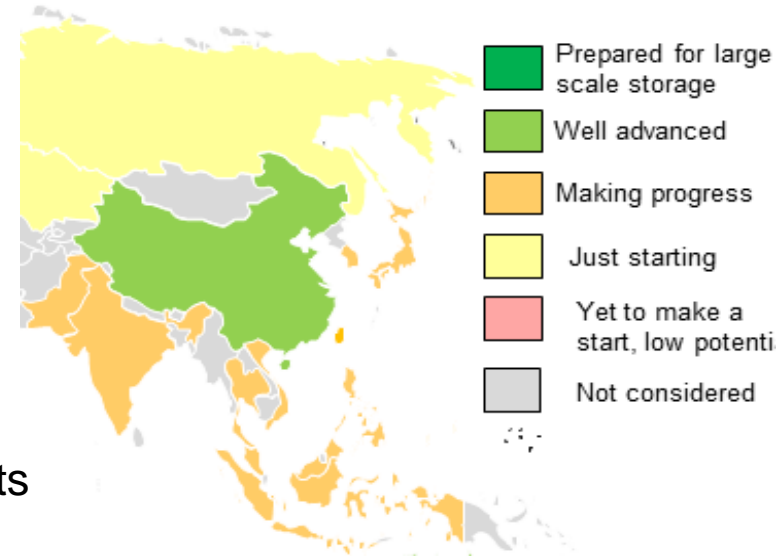 Prepared for large
scale storage
Well advanced
Making progress
Just starting
Yet to make a
start, low potenti
Not considered
ts